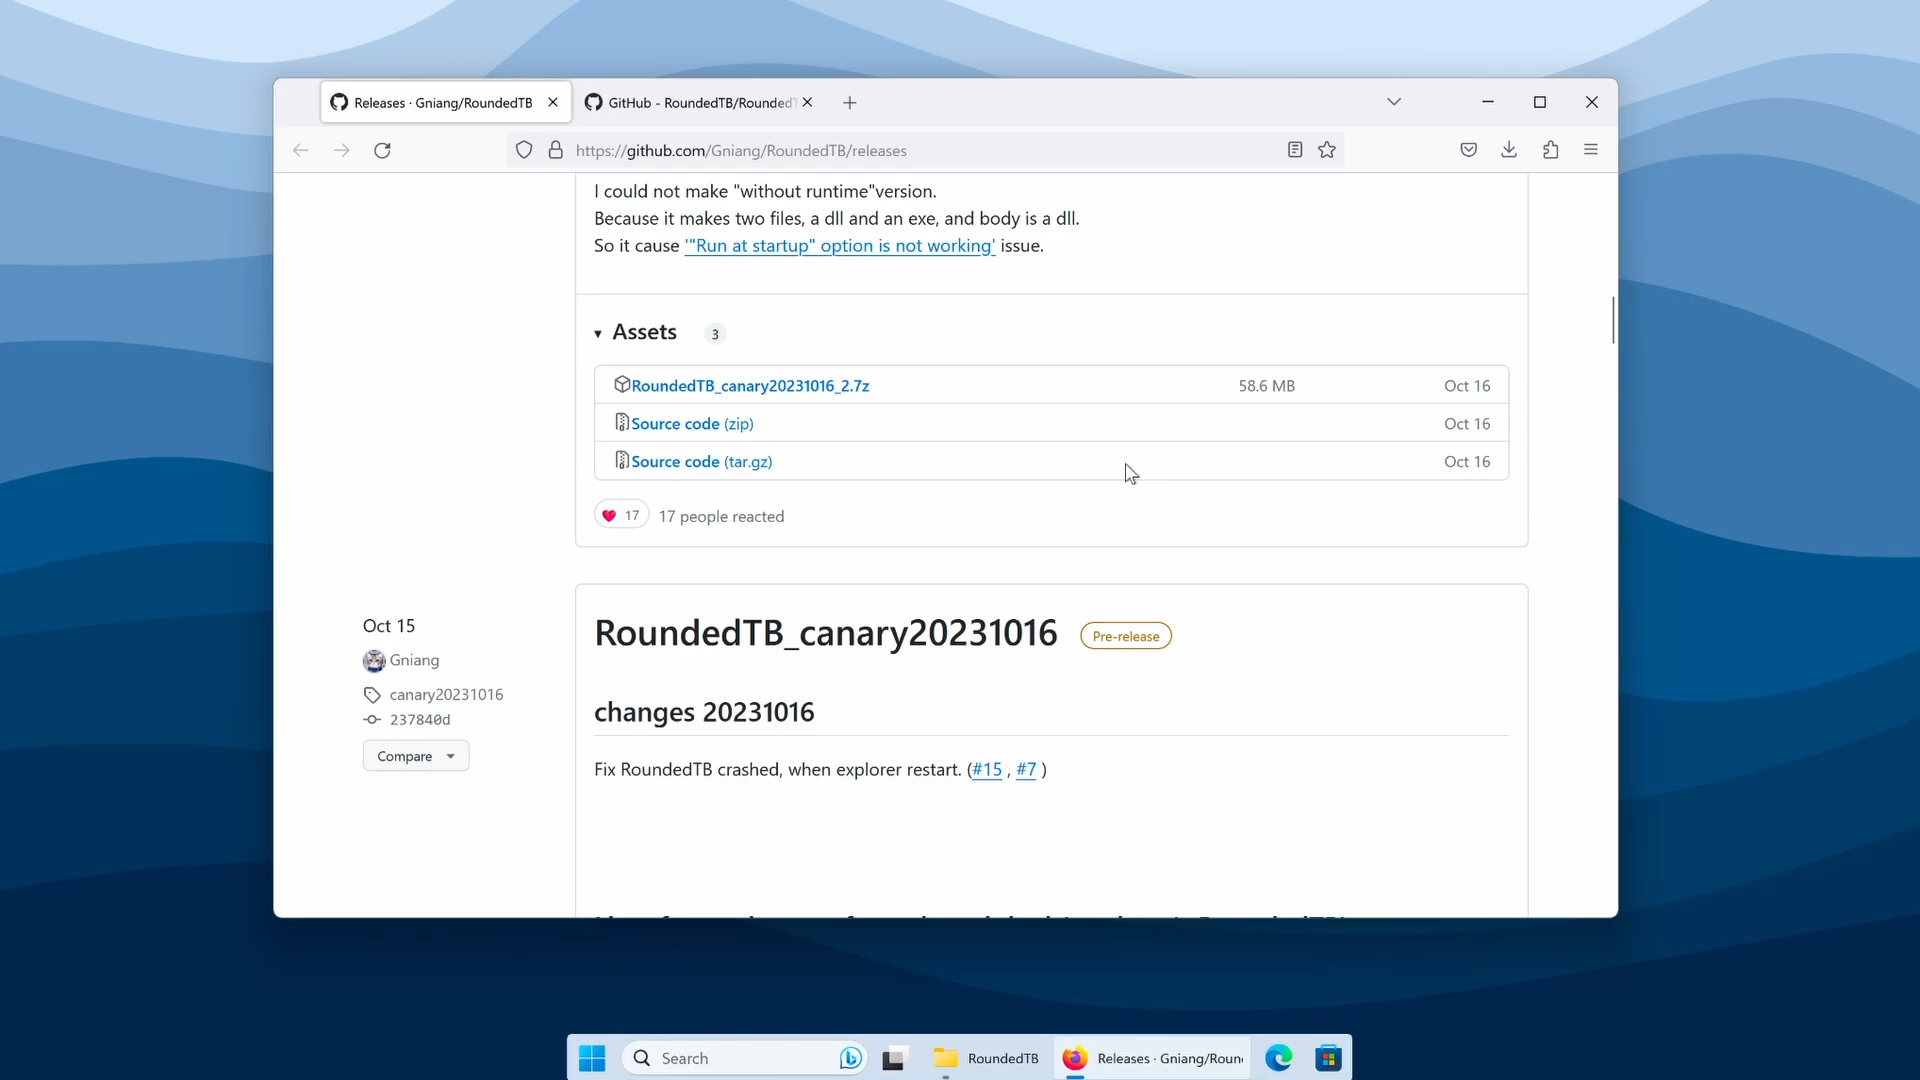 Releases · Gniang/RoundedTB
GitHub - RoundedTB/Rounded
https://github.com/Gniang/RoundedTB/releases
I could not make "without runtime"version.
Because it makes two files, a dll and an exe, and body is a dll.
So it cause '"Run at startup" option is not working' issue.
Assets 3
RoundedTB_canary20231016_2.7z 58.6 MB Oct 16
Source code (zip) Oct 16
Source code (tar.gz) Oct 16
17 17 people reacted
Oct 15
Gniang
canary20231016
237840d
Compare
RoundedTB_canary20231016 Pre-release
changes 20231016
Fix RoundedTB crashed, when explorer restart. (#15 , #7 )
Search
RoundedTB
Releases · Gniang/Roun